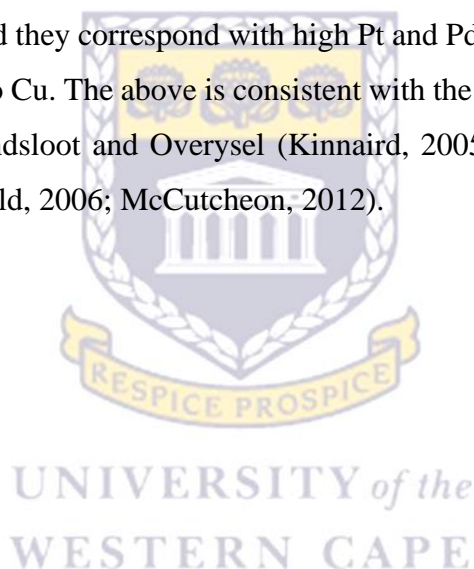 d they correspond with high Pt and Pd
Cu. The above is consistent with the
ndsloot and Overysel (Kinnaird, 2005
ld, 2006; McCutcheon, 2012).
RESPICE PROSPICE
UNIVERSITY of the
WESTERN CAPE